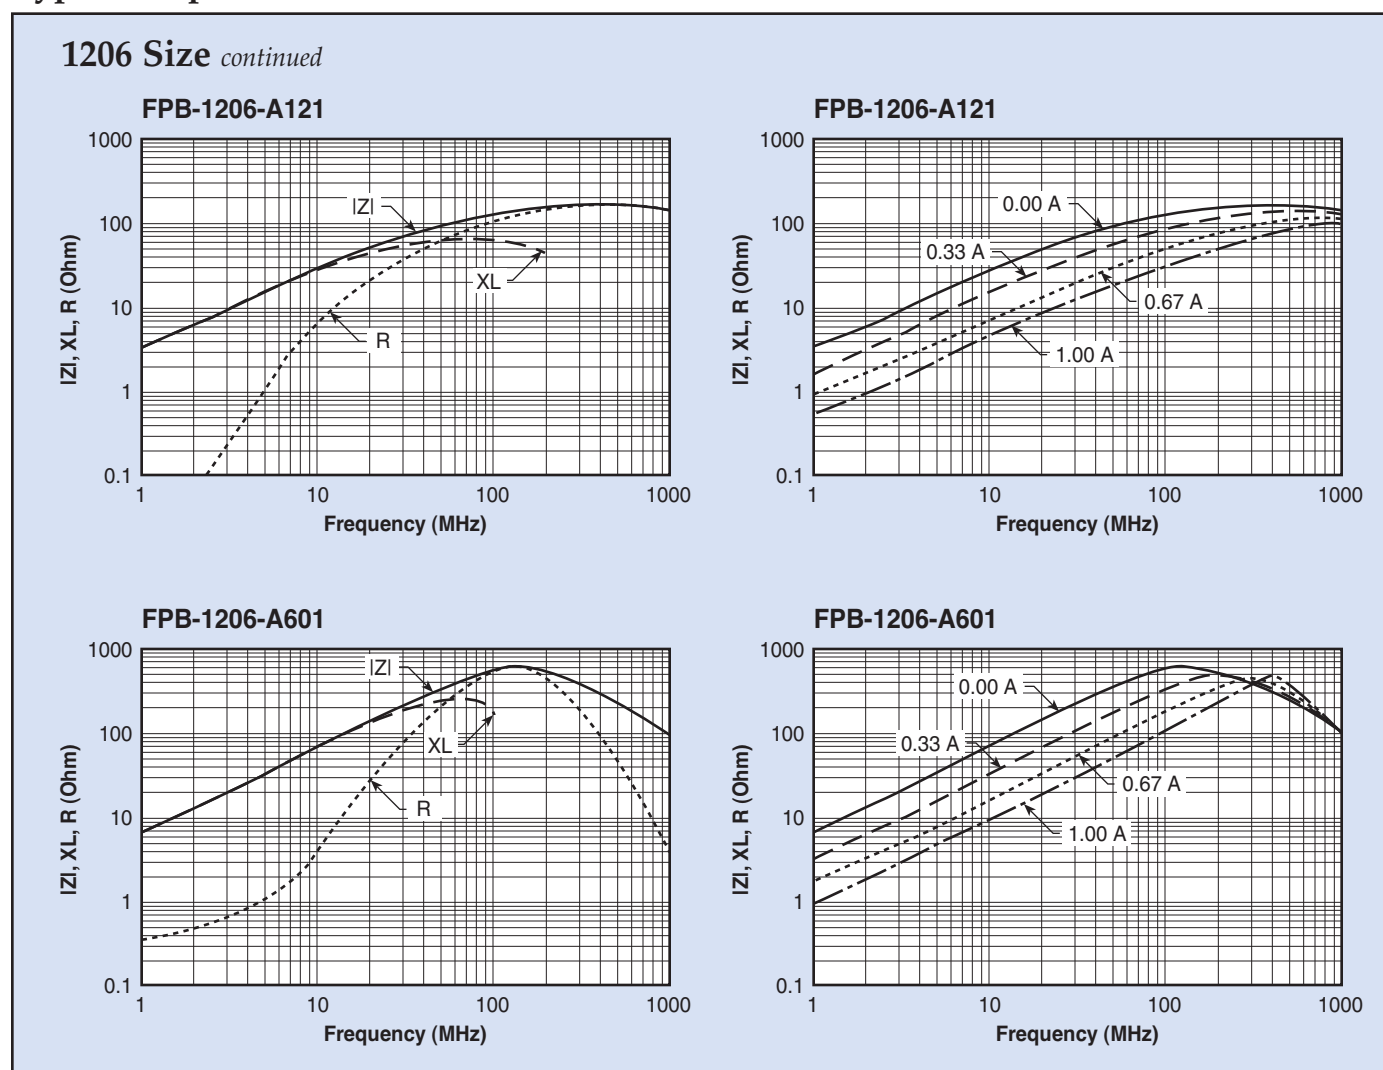 1206 Size continued
FPB-1206-A121
1000
100
10
1
0.1
|Z|, XL, R (Ohm)
|Z|
XL
R
1
10
100
1000
Frequency (MHz)
FPB-1206-A121
1000
100
10
1
0.1
|Z|, XL, R (Ohm)
0.00 A
0.33 A
0.67 A
1.00 A
1
10
100
1000
Frequency (MHz)
FPB-1206-A601
1000
100
10
1
0.1
|Z|, XL, R (Ohm)
|Z|
XL
R
1
10
100
1000
Frequency (MHz)
FPB-1206-A601
1000
100
10
1
0.1
|Z|, XL, R (Ohm)
0.00 A
0.33 A
0.67 A
1.00 A
1
10
100
1000
Frequency (MHz)